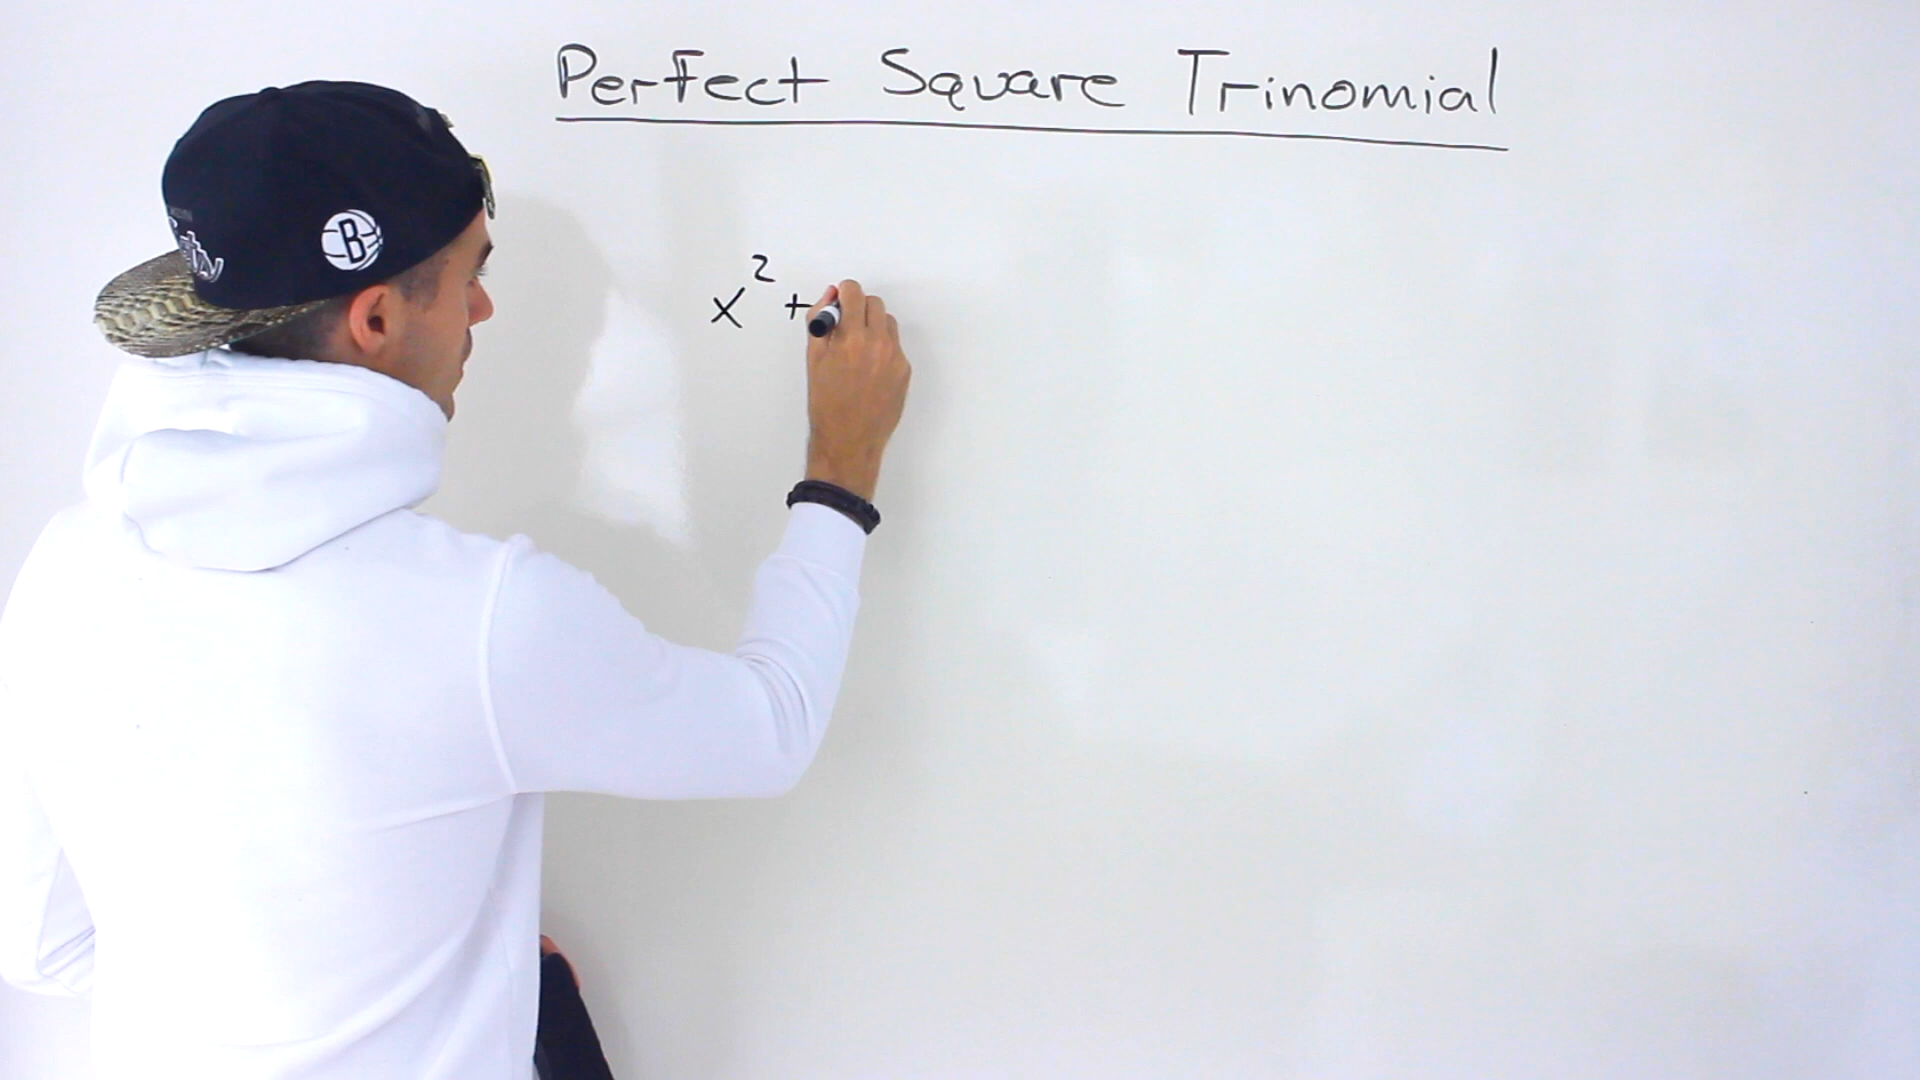 Perfect Square Trinomial
x² +
B